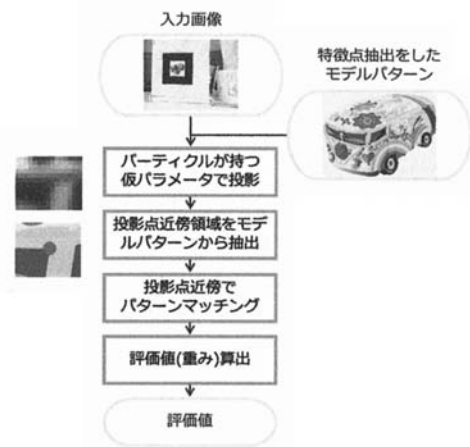 入力画像
特徴点抽出をした
モデルパターン
パーティクルが持つ
仮パラメータで投影
投影点近傍領域をモデ
ルパターンから抽出
投影点近傍で
パターンマッチング
評価値(重み)算出
評価値